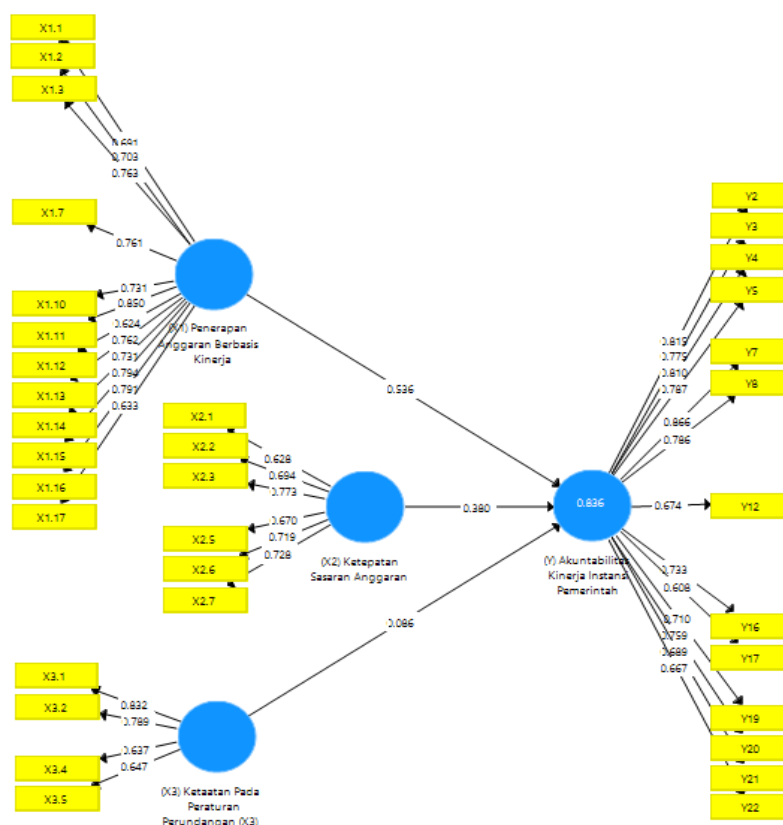 X1.1
X1.2
X1.3
0.691
0.703
0.763
X1.7
0.761
X1.10
X1.11
X1.12
X1.13
X1.14
X1.15
X1.16
X1.17
0.731
0.850
0.624
0.762
0.731
0.794
0.791
0.633
(X1) Penerapan
Anggaran Berbasis
Kinerja
0.536
X2.1
X2.2
X2.3
X2.5
X2.6
X2.7
0.628
0.694
0.773
0.670
0.719
0.728
(X2) Ketepatan
Sasaran Anggaran
0.380
X3.1
X3.2
X3.4
X3.5
0.832
0.789
0.637
0.647
(X3) Ketaatan Pada
Peraturan
Perundangan (X3)
0.086
0.836
(Y) Akuntabilitas
Kinerja Instansi
Pemerintah
0.815
0.775
0.810
0.787
0.866
0.786
0.674
0.733
0.608
0.710
0.759
0.689
0.667
Y2
Y3
Y4
Y5
Y7
Y8
Y12
Y16
Y17
Y19
Y20
Y21
Y22